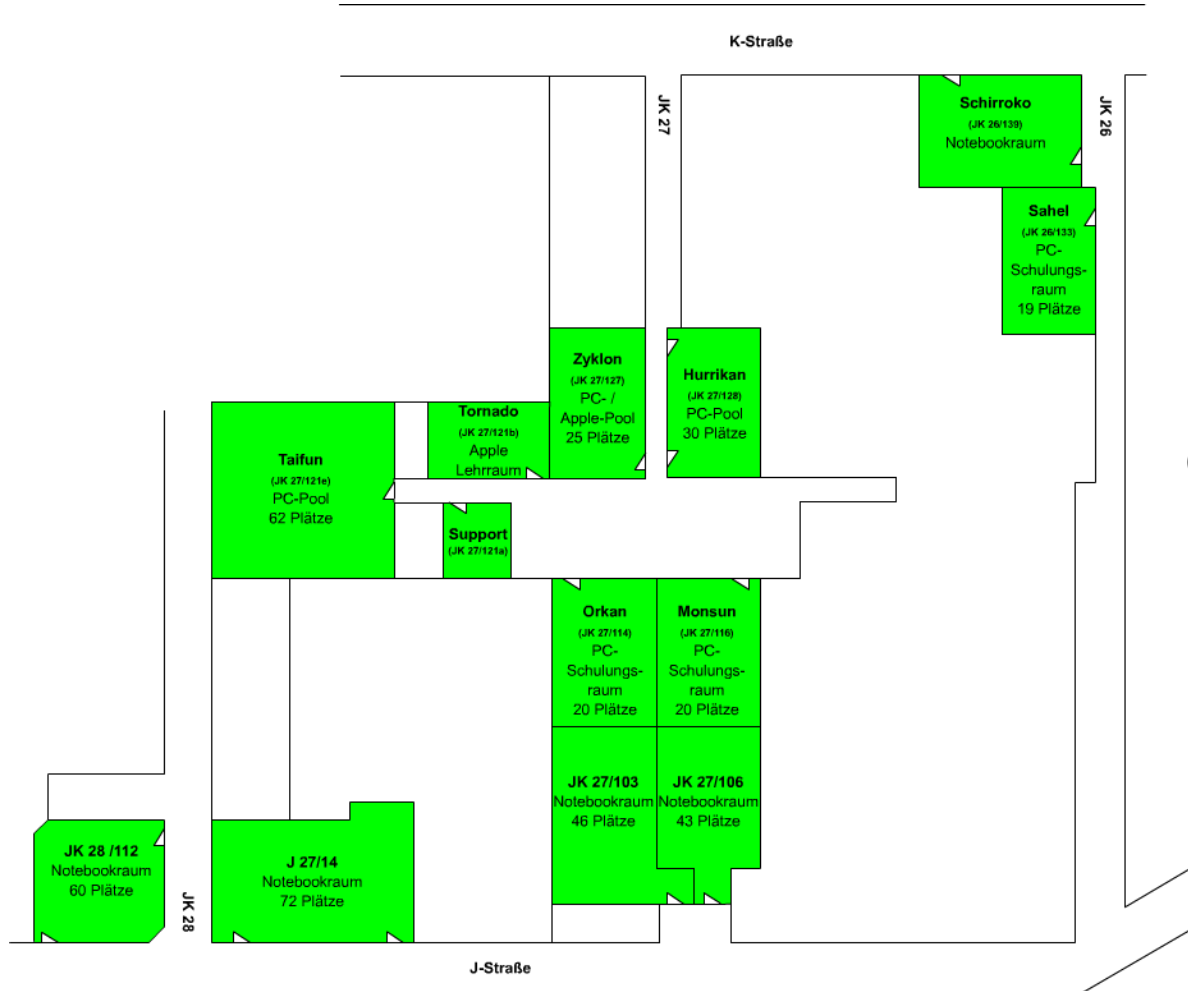 K-Straße
JK 27
JK 26
Schirroko
(JK 26/139)
Notebookraum
Sahel
(JK 26/133)
PC-
Schulungs-
raum
19 Plätze
Zyklon
(JK 27/127)
PC- /
Apple-Pool
25 Plätze
Hurrikan
(JK 27/128)
PC-Pool
30 Plätze
Tornado
(JK 27/121b)
Apple
Lehrraum
Taifun
(JK 27/121e)
PC-Pool
62 Plätze
Support
(JK 27/121a)
Orkan
(JK 27/114)
PC-
Schulungs-
raum
20 Plätze
Monsun
(JK 27/116)
PC-
Schulungs-
raum
20 Plätze
JK 27/103
Notebookraum
46 Plätze
JK 27/106
Notebookraum
43 Plätze
JK 28 /112
Notebookraum
60 Plätze
J 27/14
Notebookraum
72 Plätze
JK 28
J-Straße